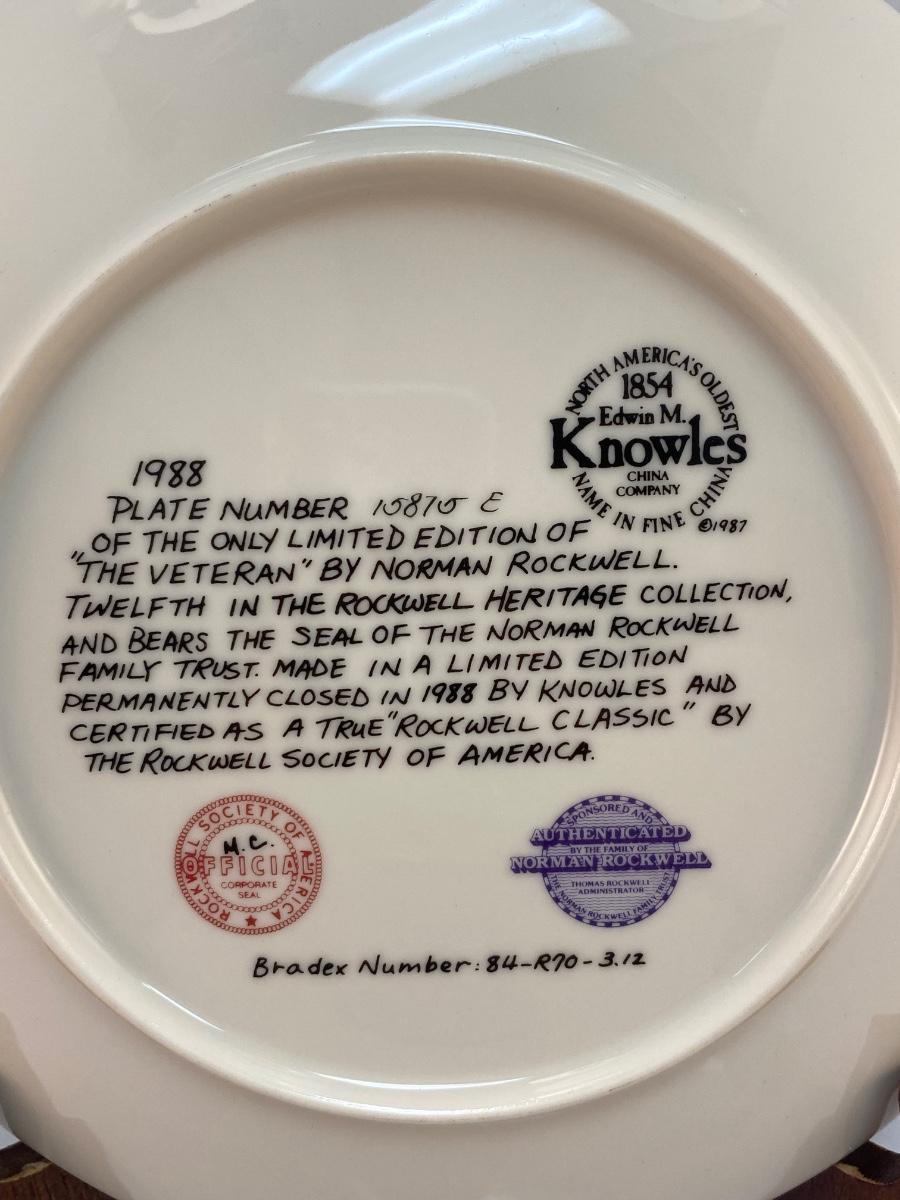 NORTH AMERICA'S OLDEST
1854
Edwin M.
Knowles
CHINA
COMPANY
NAME IN FINE CHINA
©1987
1988
PLATE NUMBER 15875 E
OF THE ONLY LIMITED EDITION OF
"THE VETERAN" BY NORMAN ROCKWELL.
TWELFTH IN THE ROCKWELL HERITAGE COLLECTION,
AND BEARS THE SEAL OF THE NORMAN ROCKWELL
FAMILY TRUST. MADE IN A LIMITED EDITION
PERMANENTLY CLOSED IN 1988 BY KNOWLES AND
CERTIFIED AS A TRUE "ROCKWELL CLASSIC" BY
THE ROCKWELL SOCIETY OF AMERICA.
ROCKWELL SOCIETY OF AMERICA
M.C.
OFFICIAL
CORPORATE
SEAL
SPONSORED AND
AUTHENTICATED
BY THE FAMILY OF
NORMAN ROCKWELL
THOMAS ROCKWELL
ADMINISTRATOR
THE NORMAN ROCKWELL FAMILY TRUST
Bradex Number: 84-R70-3.12